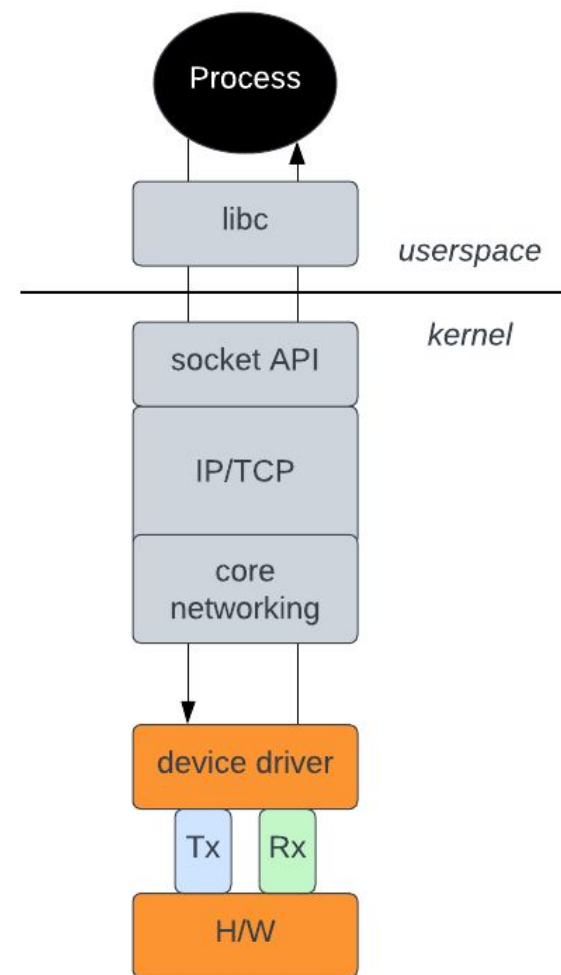 Process
libc
userspace
kernel
socket API
IP/TCP
core
networking
device driver
Tx
Rx
H/W